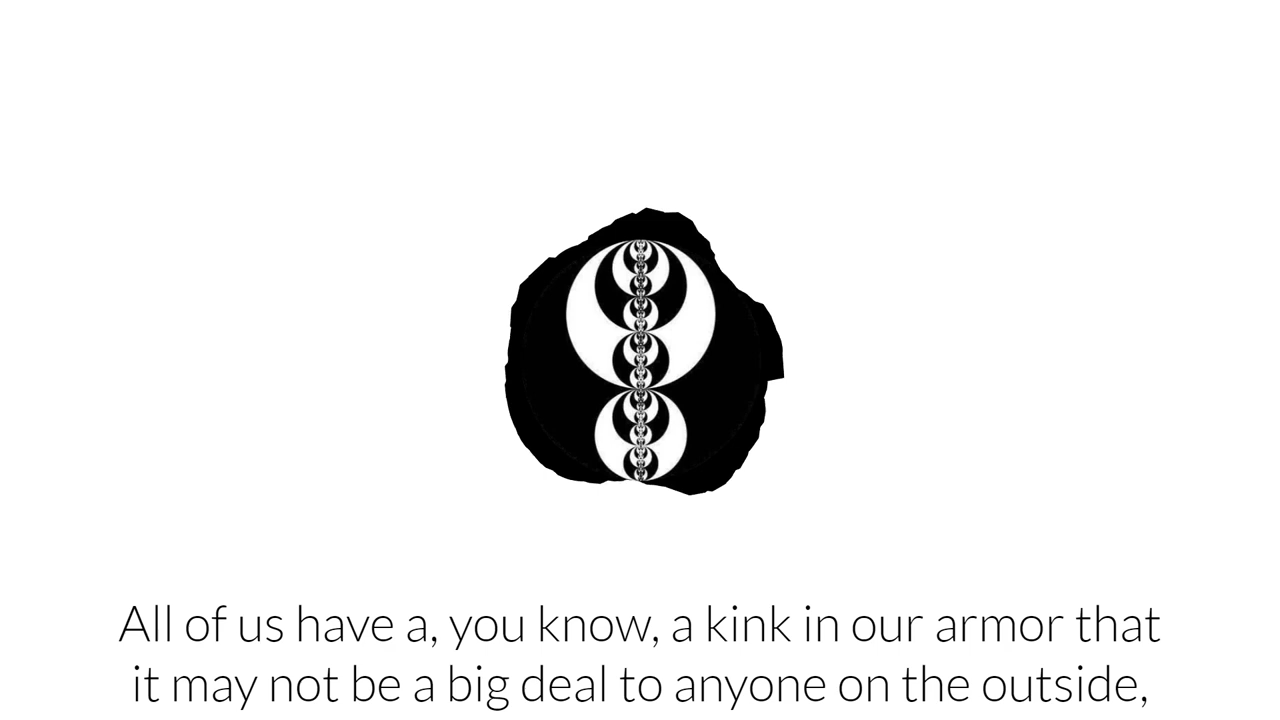 All of us have a, you know, a kink in our armor that
it may not be a big deal to anyone on the outside,